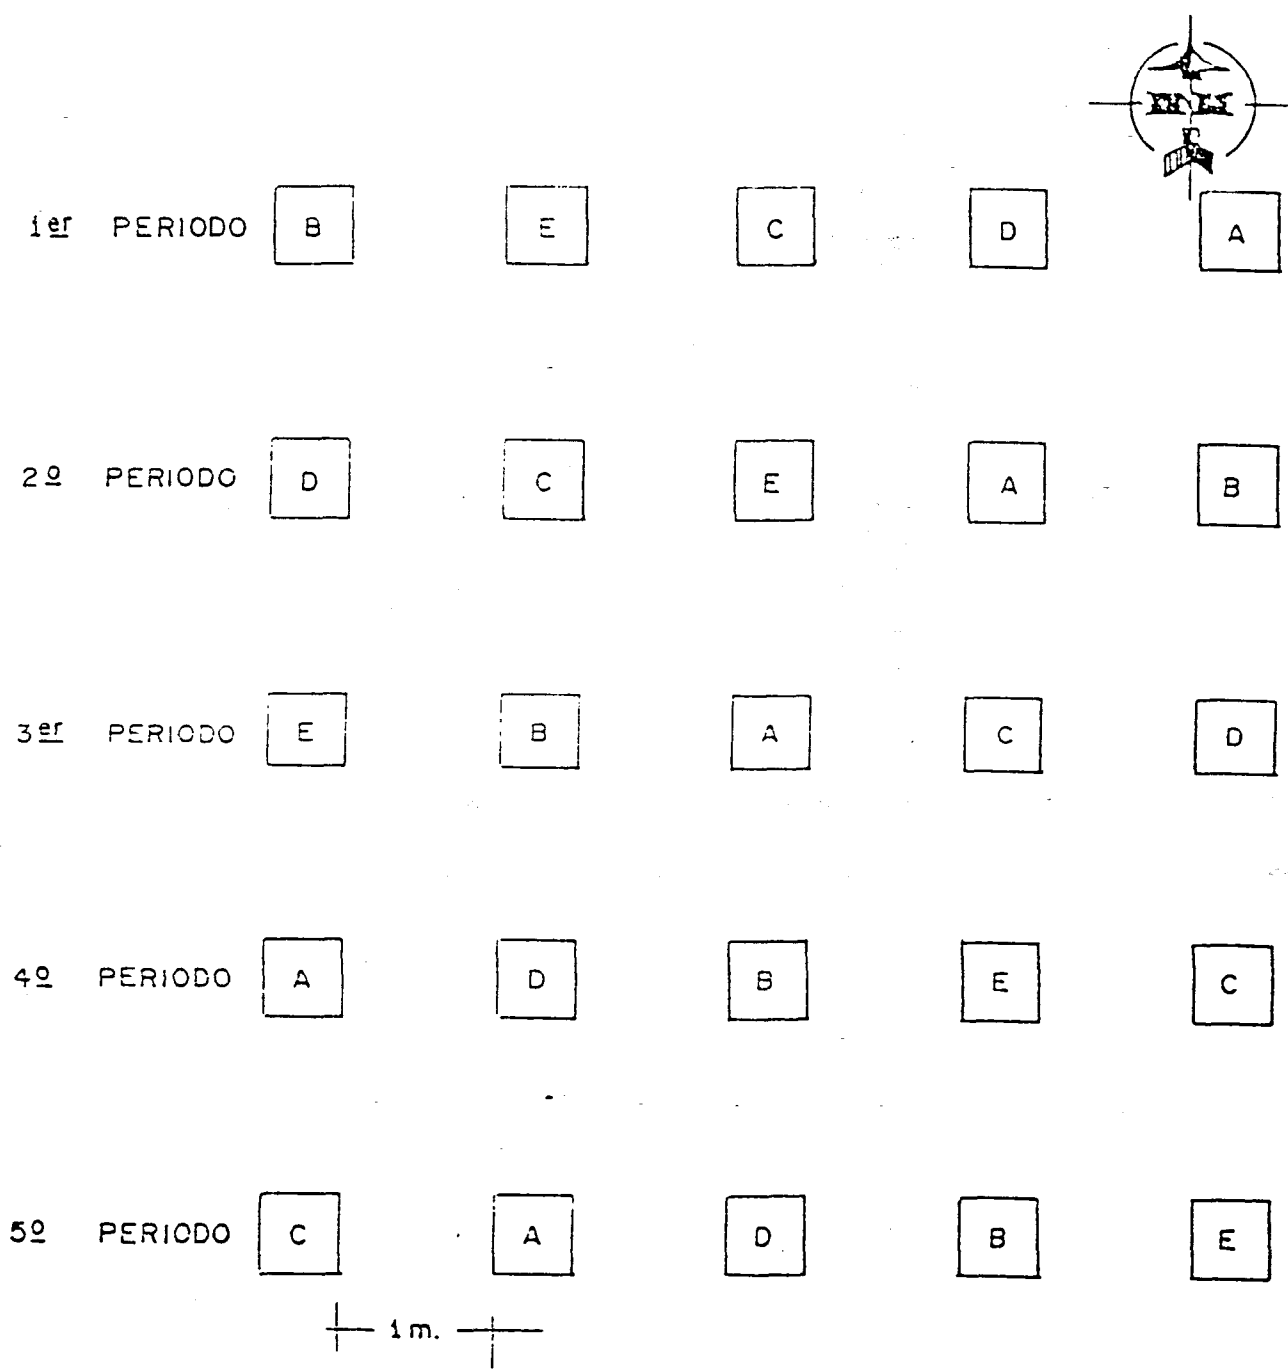 1er PERIODO B E C D A
2º PERIODO D C E A B
3er PERIODO E B A C D
4º PERIODO A D B E C
5º PERIODO C A D B E
1 m.